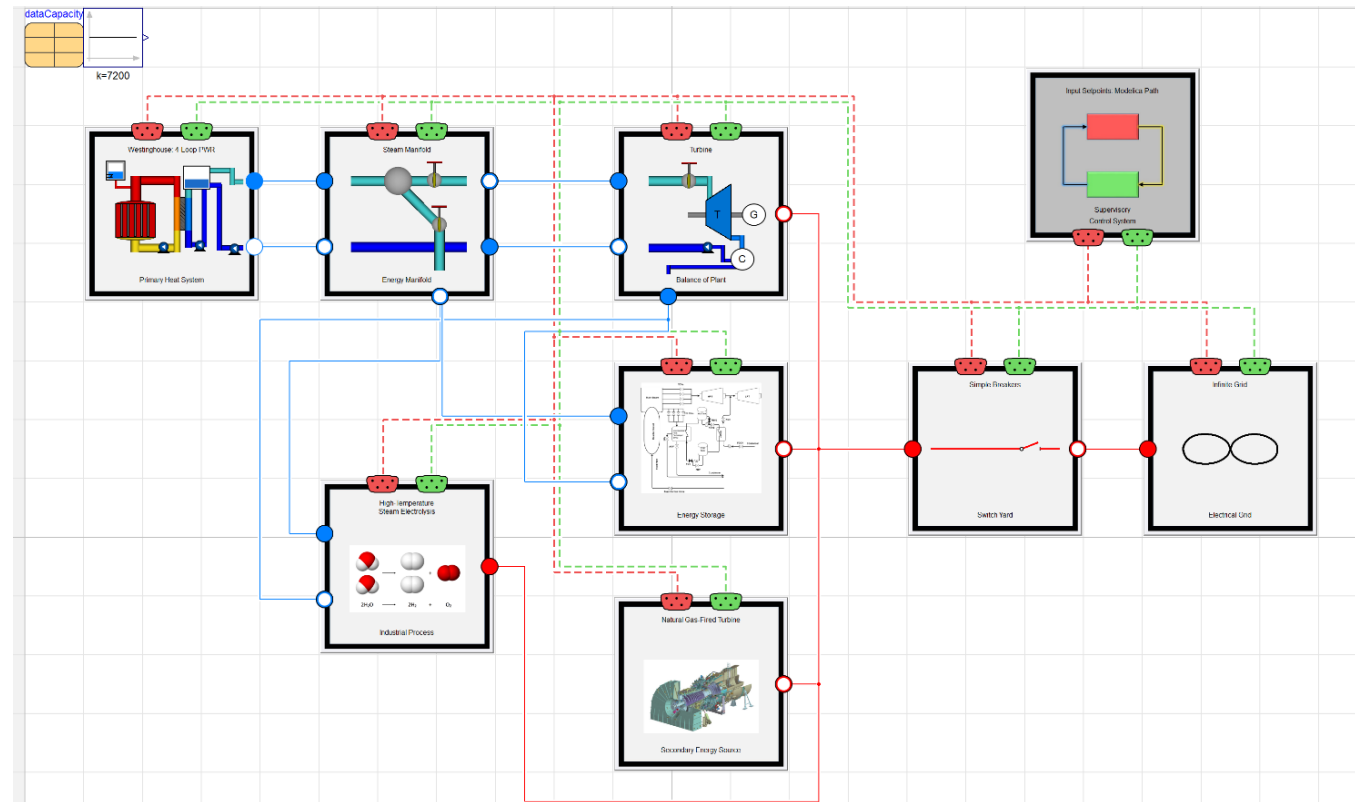 dataCapacity
k=7200
Input Setpoints: Modelica Path
Supervisory
Control System
Westinghouse: 4 Loop PWR
Primary Heat System
Steam Manifold
Energy Manifold
Turbine
T
G
C
Balance of Plant
Energy Storage
Simple Breakers
Switch Yard
Infinite Grid
Electrical Grid
High-Temperature
Steam Electrolysis
2H₂O → 2H₂ + O₂
Industrial Process
Natural Gas-Fired Turbine
Secondary Energy Source